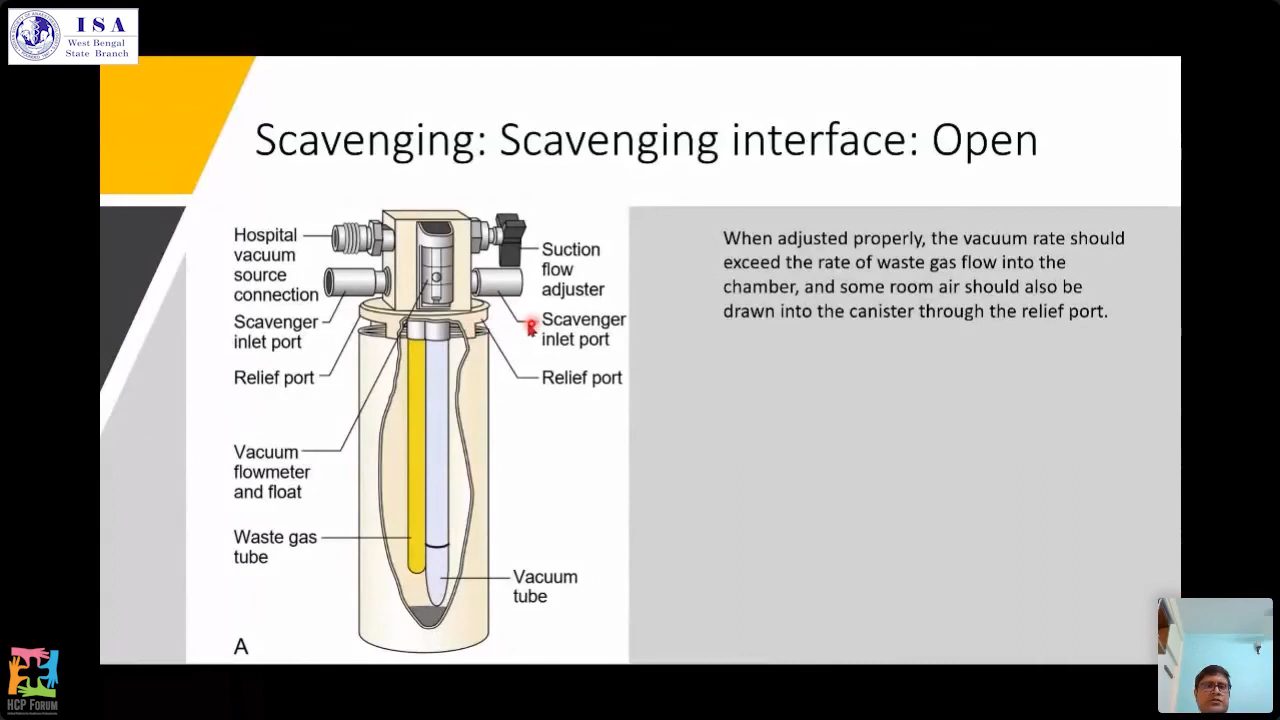 ISA
West Bengal
State Branch
Scavenging: Scavenging interface: Open
Hospital
vacuum
source
connection
Scavenger
inlet port
Relief port
Vacuum
flowmeter
and float
Waste gas
tube
Suction
flow
adjuster
Scavenger
inlet port
Relief port
Vacuum
tube
A
When adjusted properly, the vacuum rate should
exceed the rate of waste gas flow into the
chamber, and some room air should also be
drawn into the canister through the relief port.
HCP FORUM